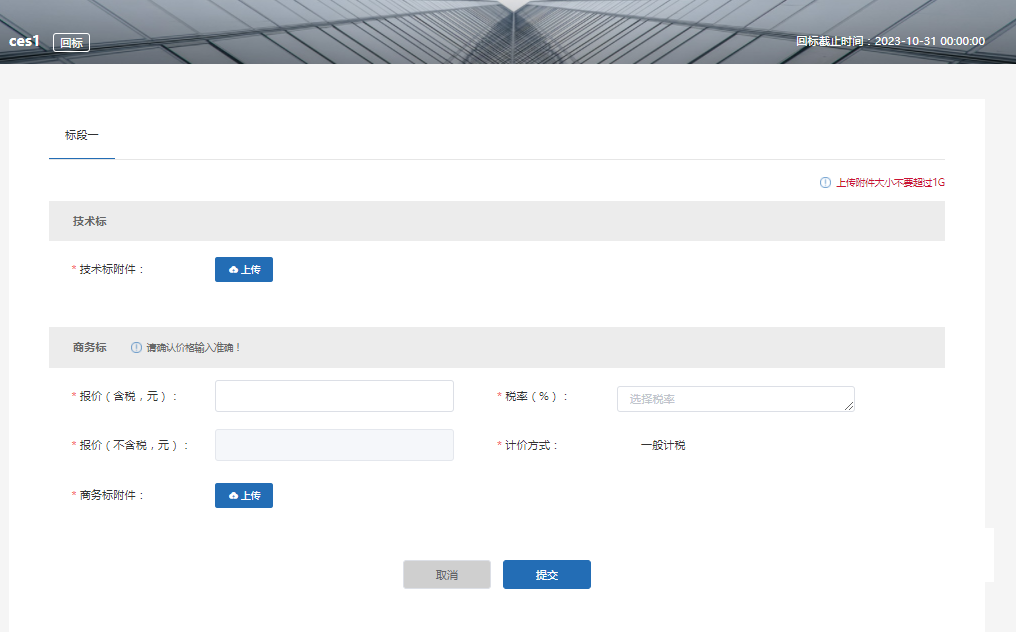 ces1 回标 回标截止时间：2023-10-31 00:00:00
标段一
上传附件大小不要超过1G
技术标
* 技术标附件： 上传
商务标 请确认价格输入准确！
* 报价（含税，元）： * 税率（%）： 选择税率
* 报价（不含税，元）： * 计价方式： 一般计税
* 商务标附件： 上传
取消 提交